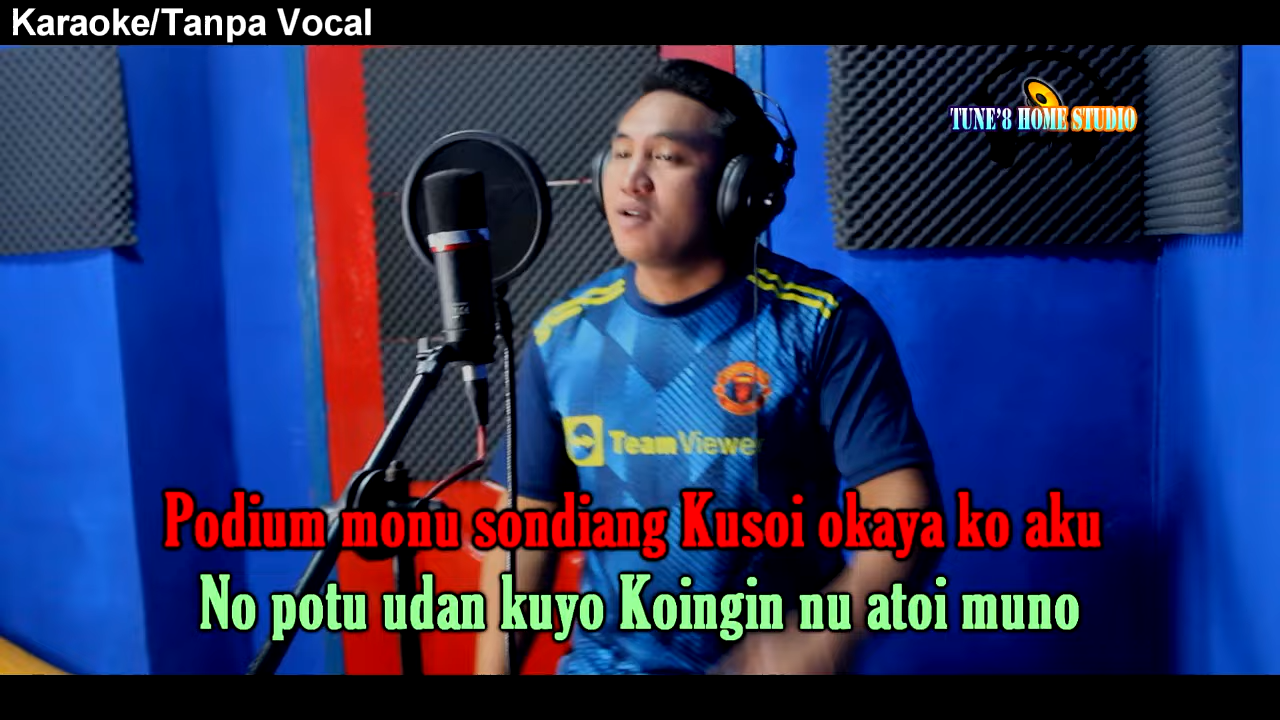 Karaoke/Tanpa Vocal
TUNE'8 HOME STUDIO
TeamViewer
Podium monu sondiang Kusoi okaya ko aku
No potu udan kuyo Koingin nu atoi muno